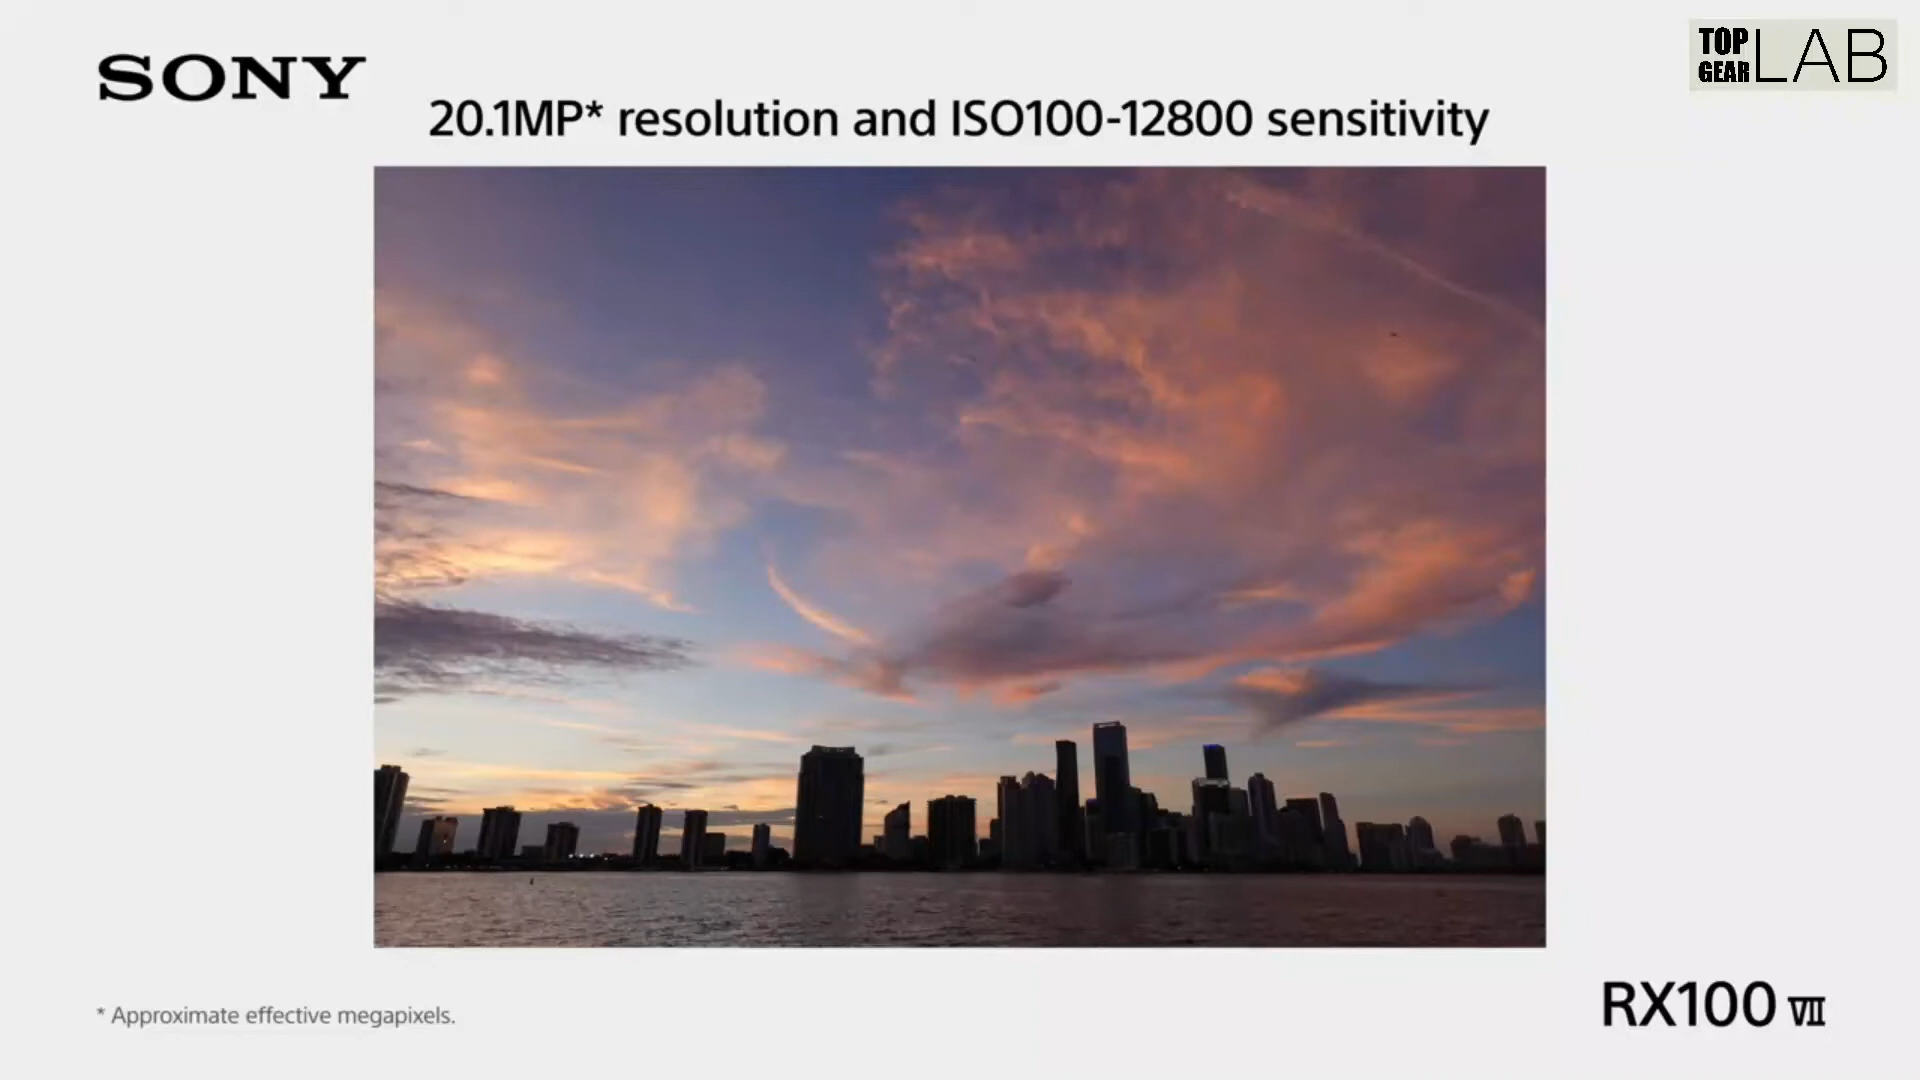 SONY
TOP
GEAR LAB
20.1MP* resolution and ISO100-12800 sensitivity
* Approximate effective megapixels.
RX100 VII